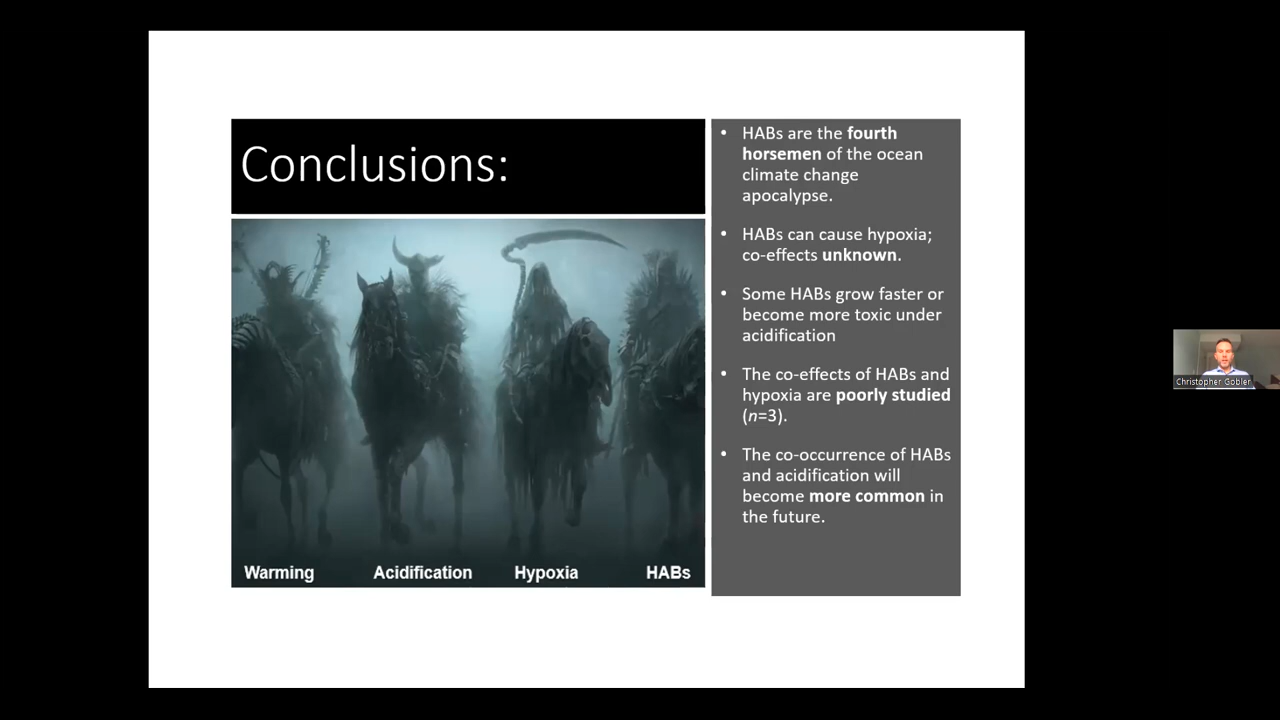 Conclusions:
• HABs are the fourth
horsemen of the ocean
climate change
apocalypse.
• HABs can cause hypoxia;
co-effects unknown.
• Some HABs grow faster or
become more toxic under
acidification
• The co-effects of HABs and
hypoxia are poorly studied
(n=3).
• The co-occurrence of HABs
and acidification will
become more common in
the future.
Warming Acidification Hypoxia HABs
Christopher Gobler